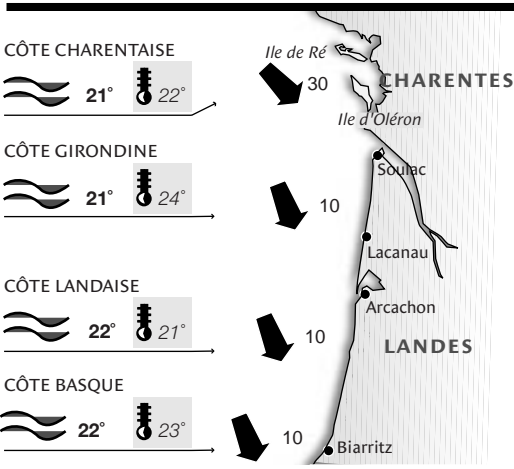 CÔTE CHARENTAISE
21° 22°
Ile de Ré
30
CHARENTES
Ile d'Oléron
CÔTE GIRONDINE
21° 24°
10
Soulac
Lacanau
CÔTE LANDAISE
22° 21°
10
Arcachon
LANDES
CÔTE BASQUE
22° 23°
10
Biarritz